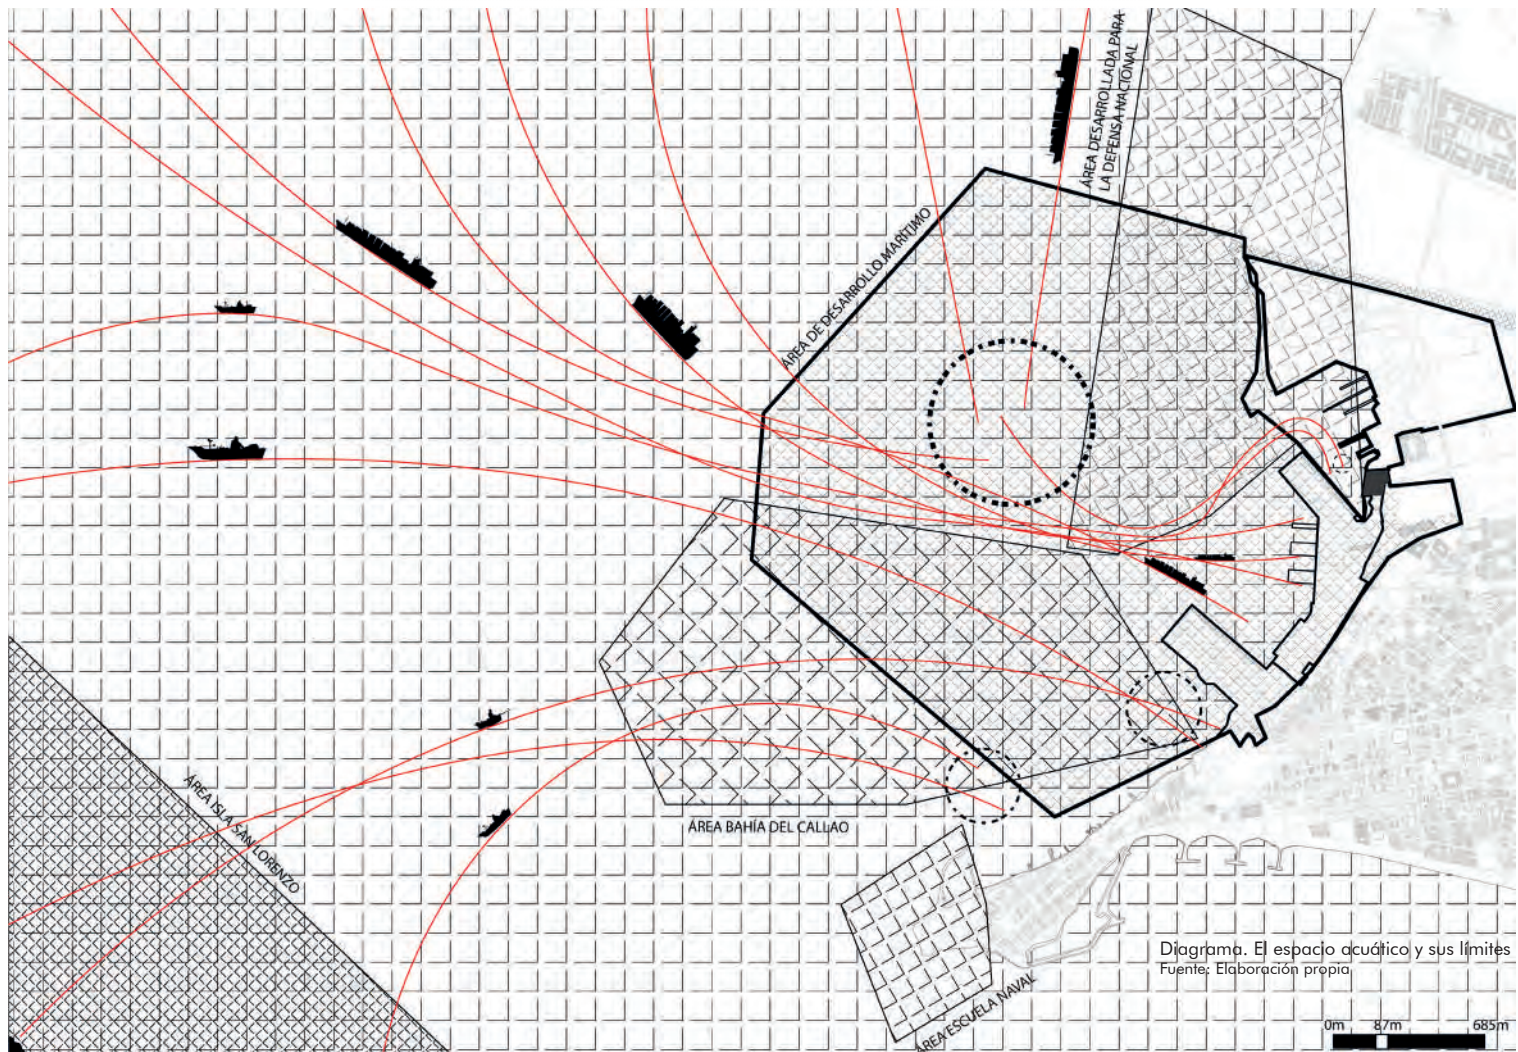 ÁREA DESARROLLADA PARA
LA DEFENSA NACIONAL
ÁREA DE DESARROLLO MARÍTIMO
ÁREA ISLA SAN LORENZO
ÁREA BAHÍA DEL CALLAO
ÁREA ESCUELA NAVAL
Diagrama. El espacio acuático y sus límites
Fuente: Elaboración propia
0m 87m 685m